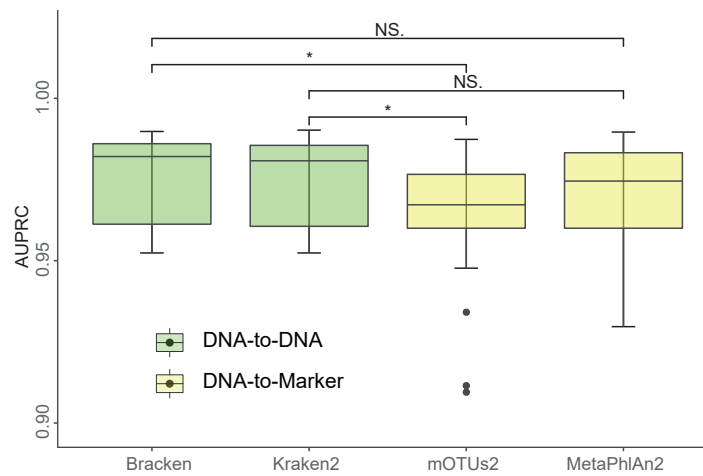 NS.
*
NS.
*
1.00
0.95
0.90
AUPRC
DNA-to-DNA
DNA-to-Marker
Bracken Kraken2 mOTUs2 MetaPhlAn2